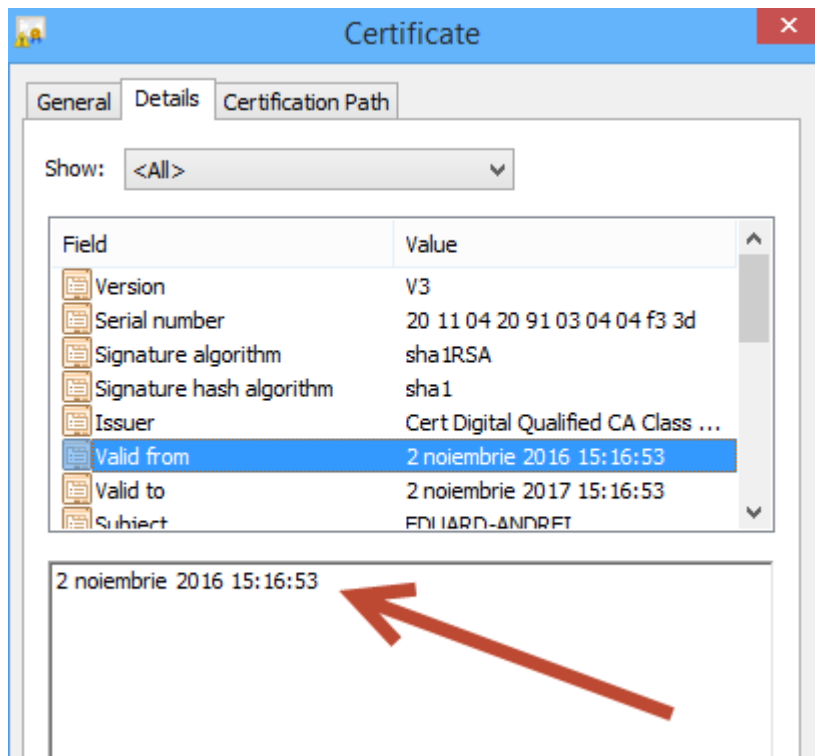 Certificate
General Details Certification Path
Show: <All>
Field Value
Version V3
Serial number 20 11 04 20 91 03 04 04 f3 3d
Signature algorithm sha1RSA
Signature hash algorithm sha1
Issuer Cert Digital Qualified CA Class ...
Valid from 2 noiembrie 2016 15:16:53
Valid to 2 noiembrie 2017 15:16:53
Subject EDUARD-ANDREI
2 noiembrie 2016 15:16:53